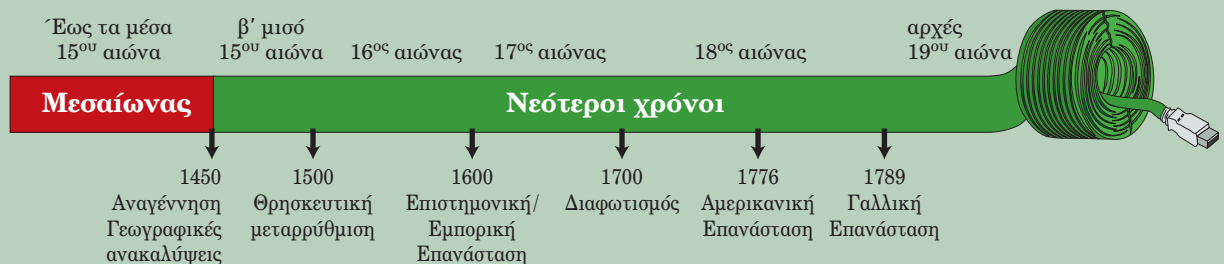 Έως τα μέσα
15ου αιώνα
β' μισό
15ου αιώνα
16ος αιώνας
17ος αιώνας
18ος αιώνας
αρχές
19ου αιώνα
Μεσαίωνας
Νεότεροι χρόνοι
1450
Αναγέννηση
Γεωγραφικές
ανακαλύψεις
1500
Θρησκευτική
μεταρρύθμιση
1600
Επιστημονική/
Εμπορική
Επανάσταση
1700
Διαφωτισμός
1776
Αμερικανική
Επανάσταση
1789
Γαλλική
Επανάσταση